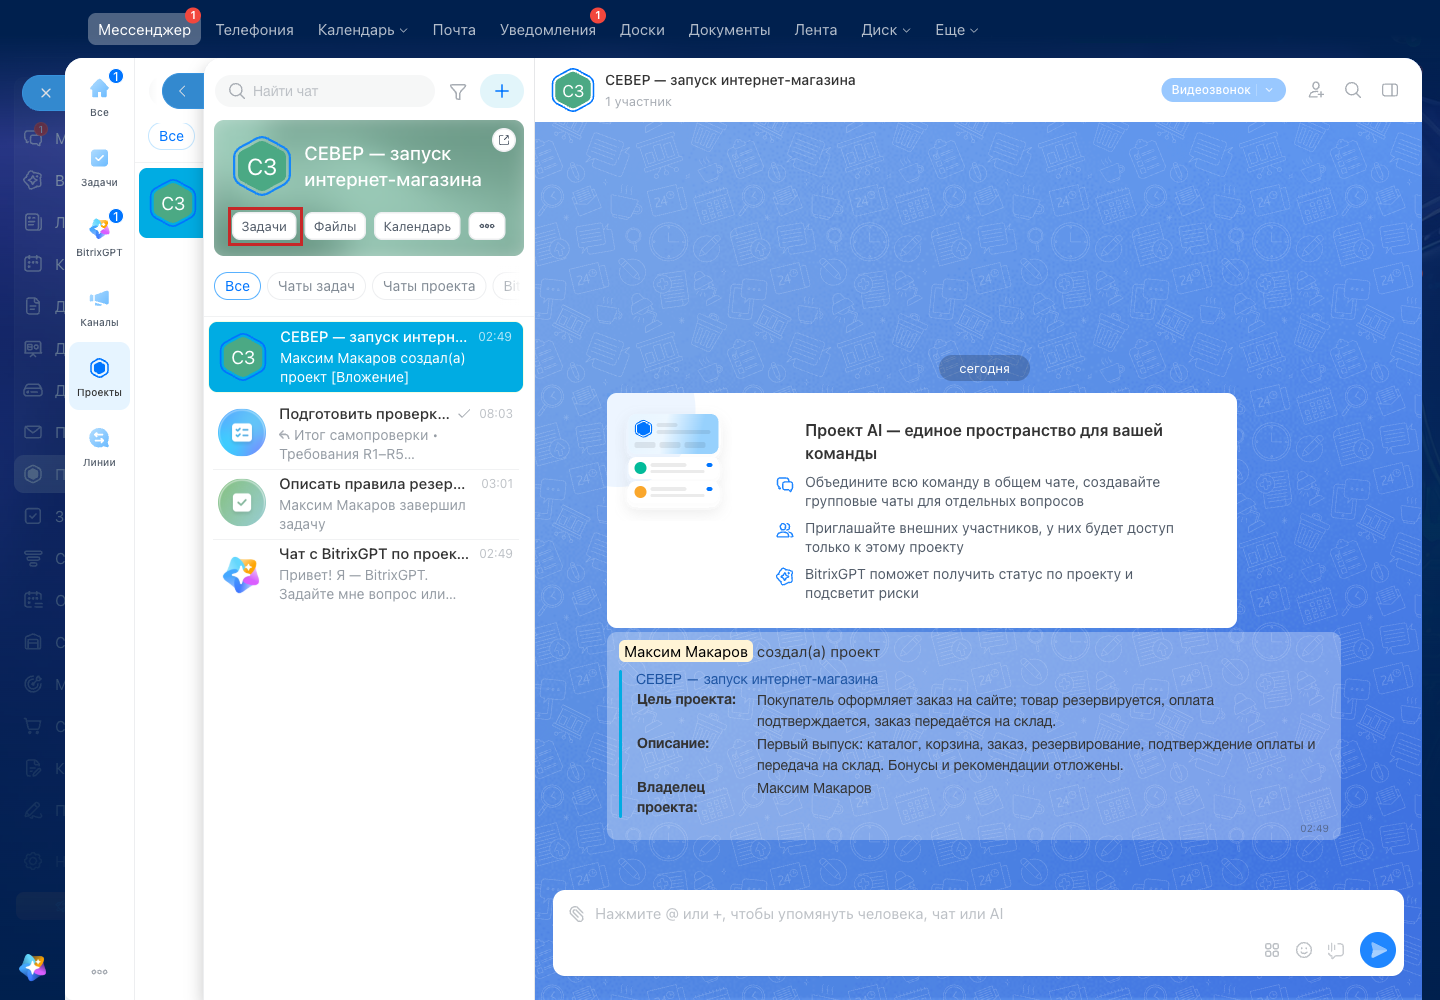 Мессенджер 1 Телефония Календарь Почта Уведомления 1 Доски Документы Лента Диск Еще
1
Все
Задачи
1
BitrixGPT
Каналы
Проекты
Линии
Все
СЗ
Найти чат
СЗ
СЕВЕР — запуск
интернет-магазина
Задачи Файлы Календарь
Все Чаты задач Чаты проекта
СЗ
СЕВЕР — запуск интерн... 02:49
Максим Макаров создал(а)
проект [Вложение]
Подготовить проверк... 08:03
Итог самопроверки •
Требования R1–R5...
Описать правила резер... 03:01
Максим Макаров завершил
задачу
Чат с BitrixGPT по проек... 02:49
Привет! Я — BitrixGPT.
Задайте мне вопрос или...
СЗ
СЕВЕР — запуск интернет-магазина
1 участник
Видеозвонок
сегодня
Проект AI — единое пространство для вашей
команды
Объедините всю команду в общем чате, создавайте
групповые чаты для отдельных вопросов
Приглашайте внешних участников, у них будет доступ
только к этому проекту
BitrixGPT поможет получить статус по проекту и
подсветит риски
Максим Макаров создал(а) проект
СЕВЕР — запуск интернет-магазина
Цель проекта: Покупатель оформляет заказ на сайте; товар резервируется, оплата
подтверждается, заказ передаётся на склад.
Описание: Первый выпуск: каталог, корзина, заказ, резервирование, подтверждение оплаты и
передача на склад. Бонусы и рекомендации отложены.
Владелец Максим Макаров
проекта:
02:49
Нажмите @ или +, чтобы упомянуть человека, чат или AI